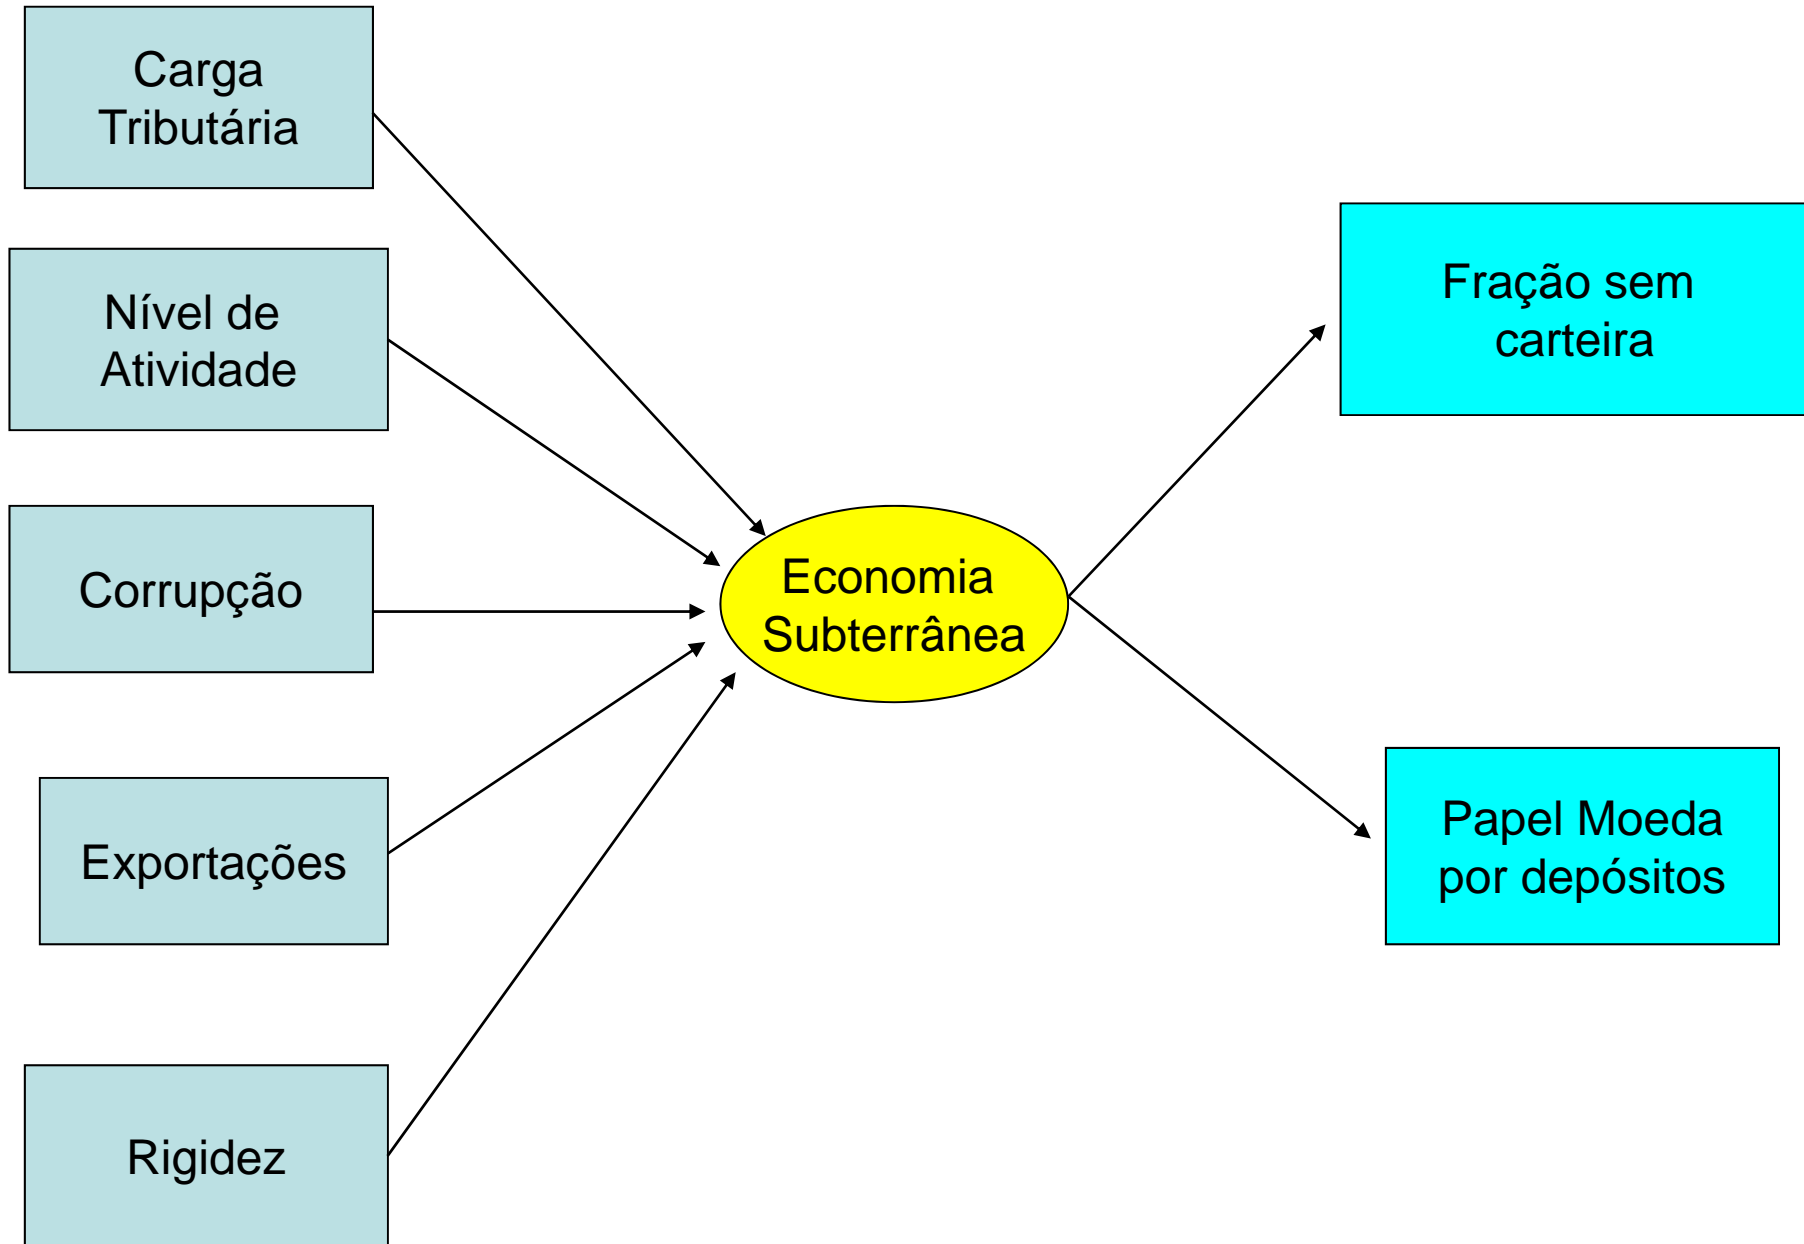 Carga
Tributária
Nível de
Atividade
Corrupção
Exportações
Rigidez
Economia
Subterrânea
Fração sem
carteira
Papel Moeda
por depósitos